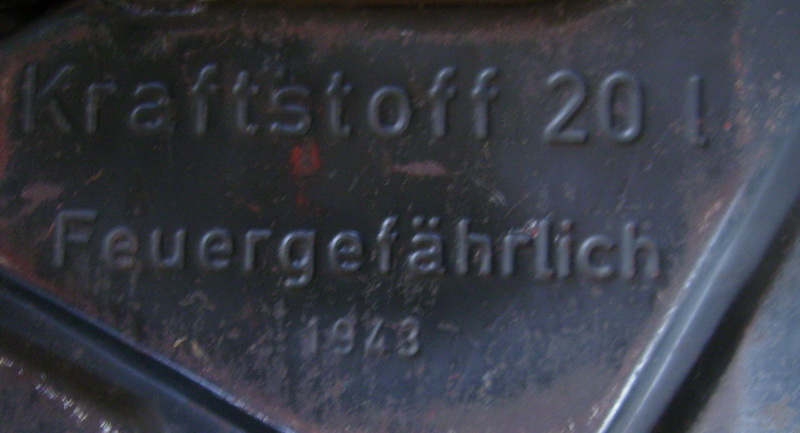 Kraftstoff 20 l
Feuergefährlich
1943